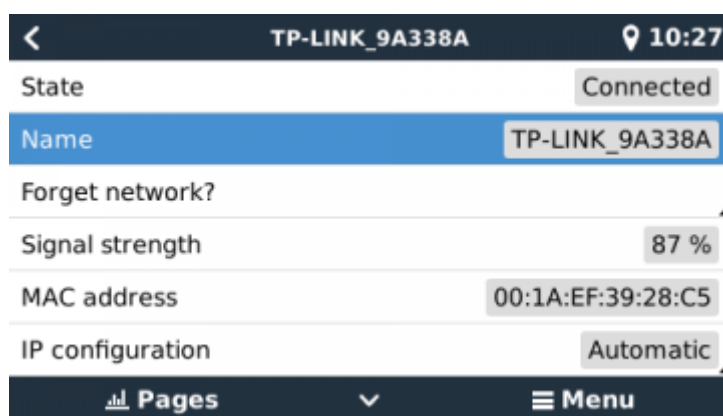 TP-LINK_9A338A 10:27
State Connected
Name TP-LINK_9A338A
Forget network?
Signal strength 87 %
MAC address 00:1A:EF:39:28:C5
IP configuration Automatic
Pages Menu